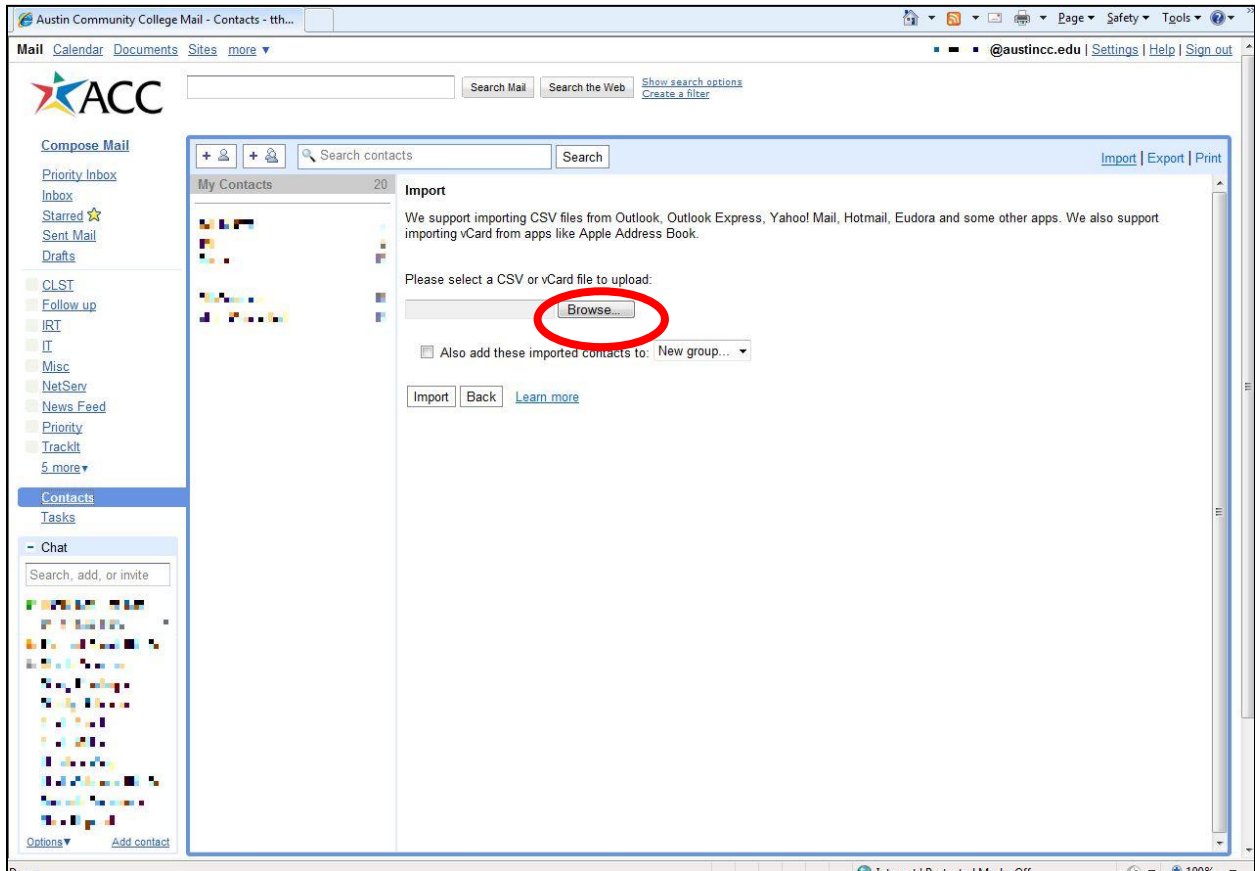 Austin Community College Mail - Contacts - tth...
Page Safety Tools
Mail Calendar Documents Sites more ▼
@austincc.edu | Settings | Help | Sign out
ACC
Search Mail Search the Web Show search options
Create a filter
Compose Mail
Priority Inbox
Inbox
Starred
Sent Mail
Drafts
CLST
Follow up
IRT
IT
Misc
NetServ
News Feed
Priority
TrackIt
5 more▼
Contacts
Tasks
– Chat
Search, add, or invite
Options▼ Add contact
+ + Search contacts Search
Import | Export | Print
My Contacts 20
Import
We support importing CSV files from Outlook, Outlook Express, Yahoo! Mail, Hotmail, Eudora and some other apps. We also support
importing vCard from apps like Apple Address Book.
Please select a CSV or vCard file to upload:
Browse...
Also add these imported contacts to: New group... ▼
Import Back Learn more
100%